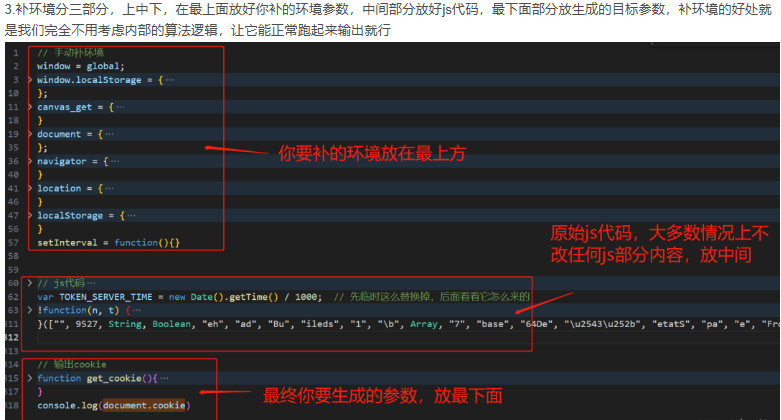 3.补环境分三部分，上中下，在最上面放好你补的环境参数，中间部分放好js代码，最下面部分放生成的目标参数，补环境的好处就
是我们完全不用考虑内部的算法逻辑，让它能正常跑起来输出就行
1 // 手动补环境
2 window = global;
3 > window.localStorage = {···
10 };
11 > canvas_get = {···
18 }
19 > document = {···
35 };
36 > navigator = {···
40 }
41 > location = {···
46 }
47 > localStorage = {···
56 }
57 setInterval = function(){}
58
59
你要补的环境放在最上方
原始js代码，大多数情况上不
改任何js部分内容，放中间
60 > // js代码···
62 var TOKEN_SERVER_TIME = new Date().getTime() / 1000; // 先临时这么替换掉，后面看看它怎么来的
63 > !function(n, t) {···
311 }(["", 9527, String, Boolean, "eh", "ad", "Bu", "ileds", "1", "\b", Array, "7", "base", "64De", "\u2543\u252b", "etatS", "pa", "e", "Fro
312
313
314 // 输出cookie
315 > function get_cookie(){···
317 }
318 console.log(document.cookie)
最终你要生成的参数，放最下面